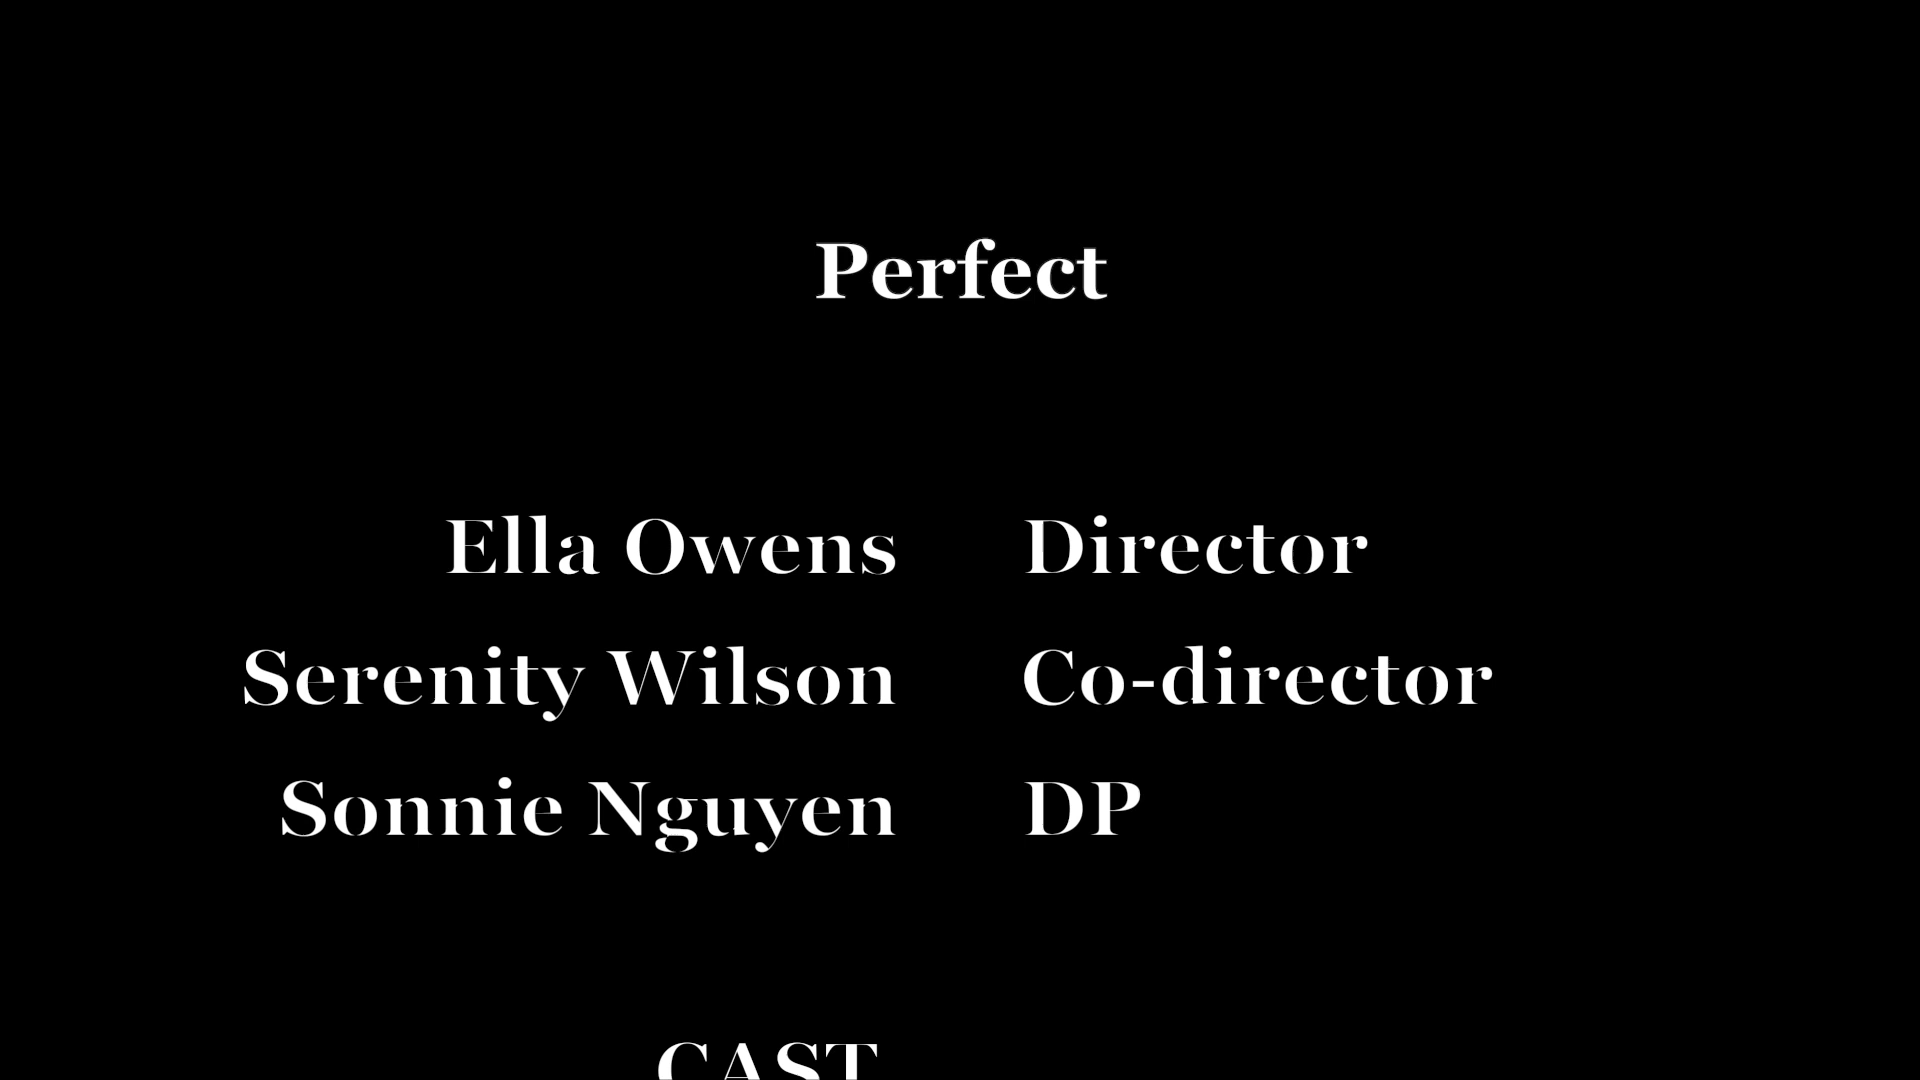 Perfect
Ella Owens Director
Serenity Wilson Co-director
Sonnie Nguyen DP
CAST